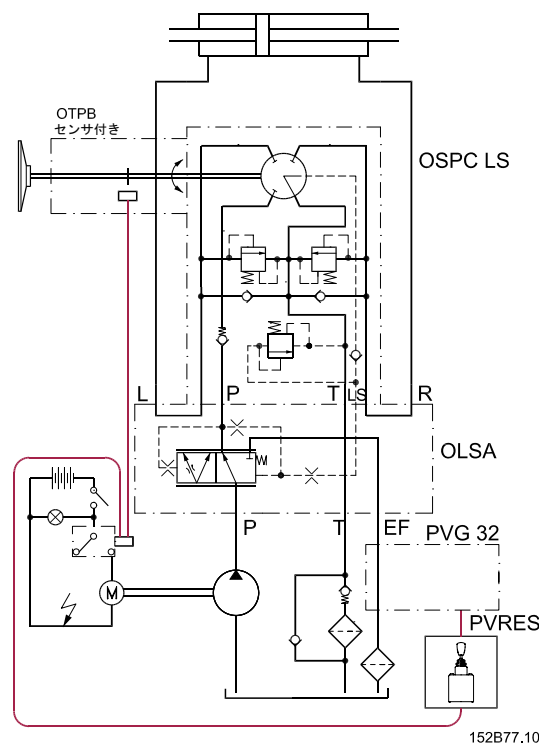 OTPB
センサ付き
OSPC LS
L
P
T
LS
R
OLSA
P
T
EF
PVG 32
M
PVRES
152B77.10